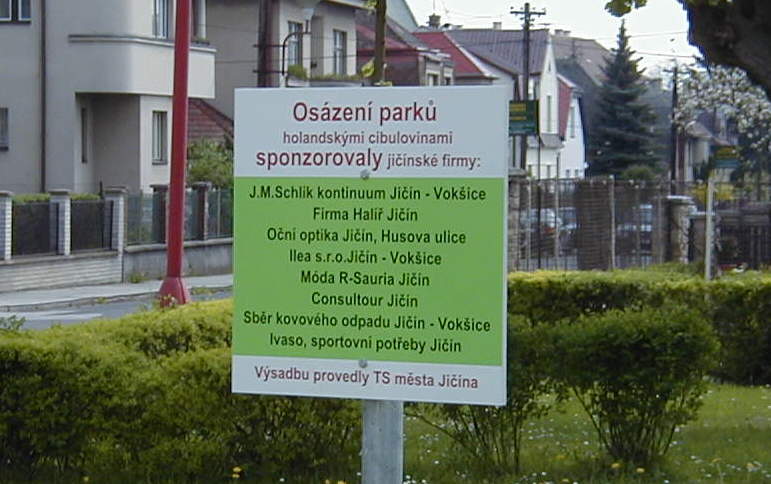 Osázení parků
holandskými cibulovinami
sponzorovaly jičínské firmy:
J.M.Schlik kontinuum Jičín - Vokšice
Firma Halíř Jičín
Oční optika Jičín, Husova ulice
Ilea s.r.o.Jičín - Vokšice
Móda R-Sauria Jičín
Consultour Jičín
Sběr kovového odpadu Jičín - Vokšice
Ivaso, sportovní potřeby Jičín
Výsadbu provedly TS města Jičína